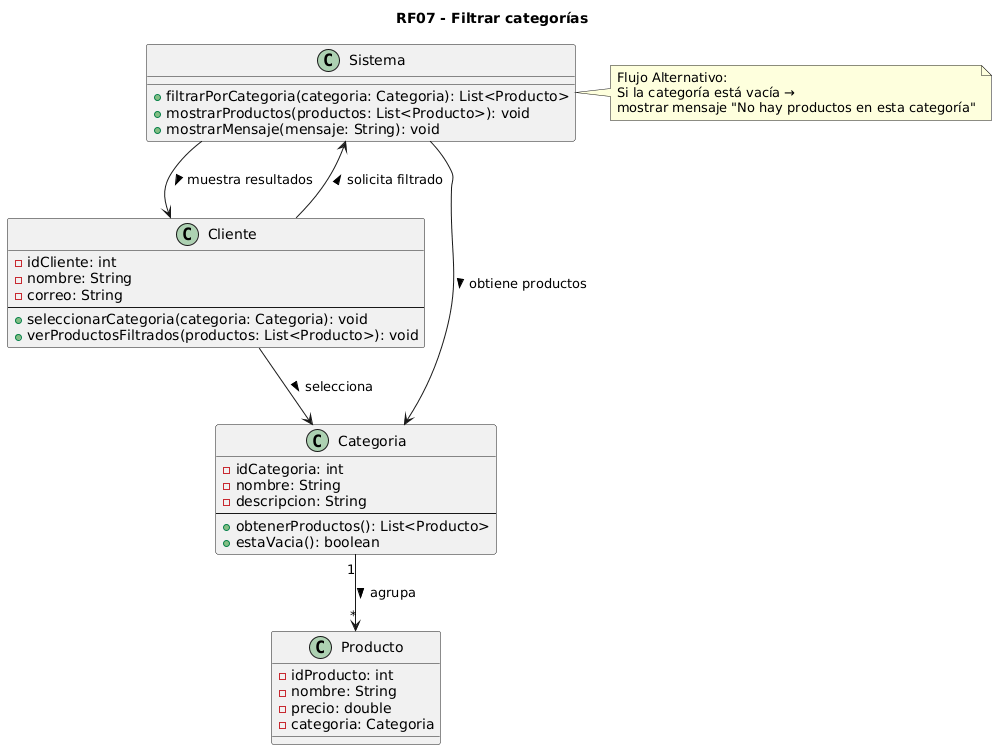 RF07 - Filtrar categorías
C Sistema
filtrarPorCategoria(categoria: Categoria): List<Producto>
mostrarProductos(productos: List<Producto>): void
mostrarMensaje(mensaje: String): void
Flujo Alternativo:
Si la categoría está vacía →
mostrar mensaje "No hay productos en esta categoría"
muestra resultados
solicita filtrado
C Cliente
idCliente: int
nombre: String
correo: String
seleccionarCategoria(categoria: Categoria): void
verProductosFiltrados(productos: List<Producto>): void
obtiene productos
selecciona
C Categoria
idCategoria: int
nombre: String
descripcion: String
obtenerProductos(): List<Producto>
estaVacia(): boolean
1
agrupa
*
C Producto
idProducto: int
nombre: String
precio: double
categoria: Categoria